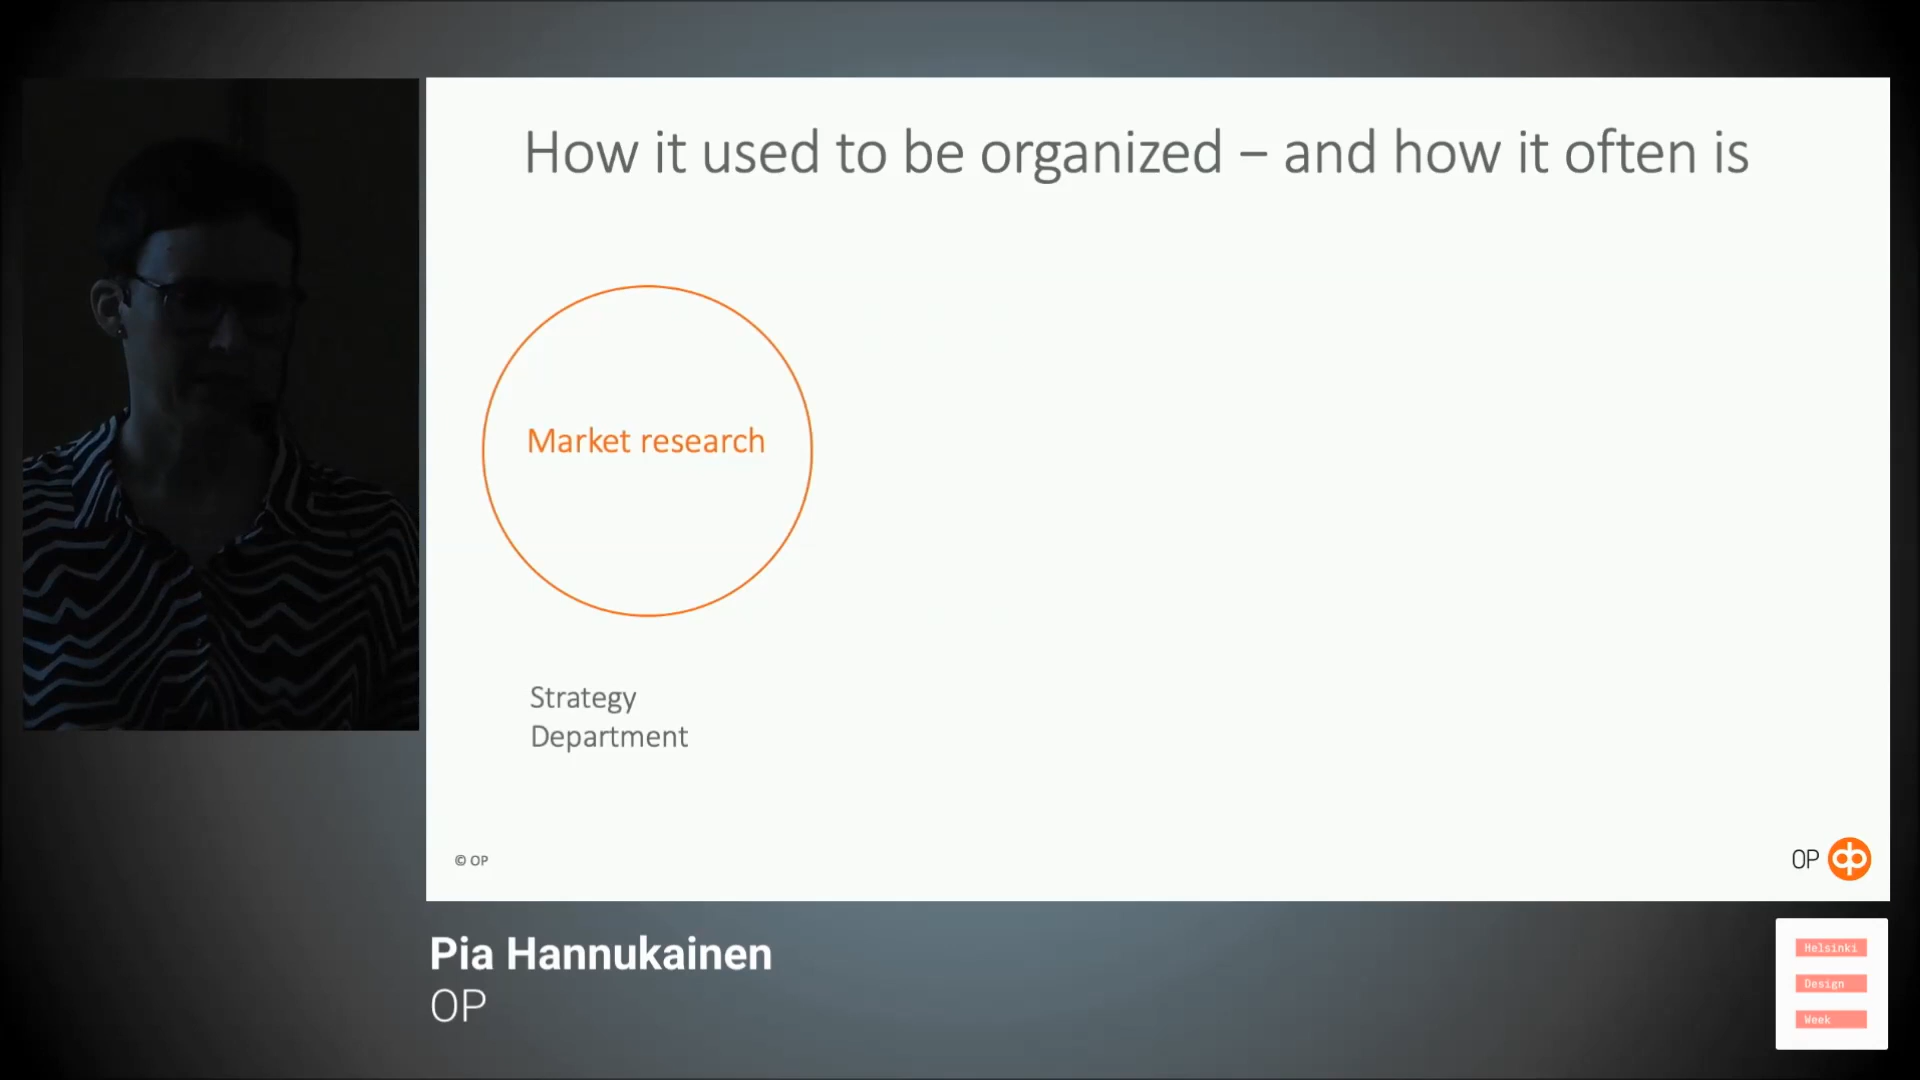 How it used to be organized – and how it often is
Market research
Strategy
Department
© OP
OP
Pia Hannukainen
OP
Helsinki
Design
Week